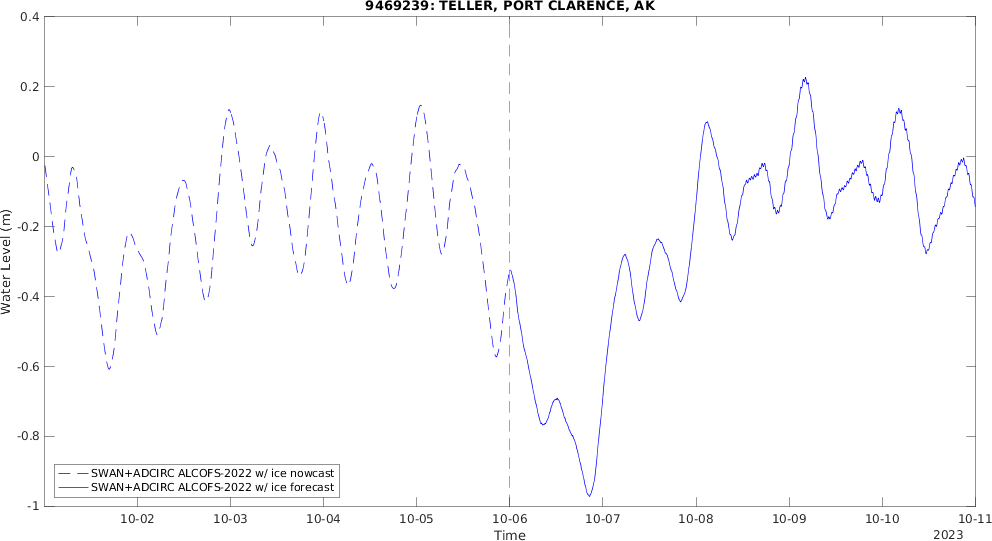 9469239: TELLER, PORT CLARENCE, AK
0.4
0.2
0
-0.2
-0.4
-0.6
-0.8
-1
Water Level (m)
SWAN+ADCIRC ALCOFS-2022 w/ ice nowcast
SWAN+ADCIRC ALCOFS-2022 w/ ice forecast
10-02 10-03 10-04 10-05 10-06 10-07 10-08 10-09 10-10 10-11
Time
2023